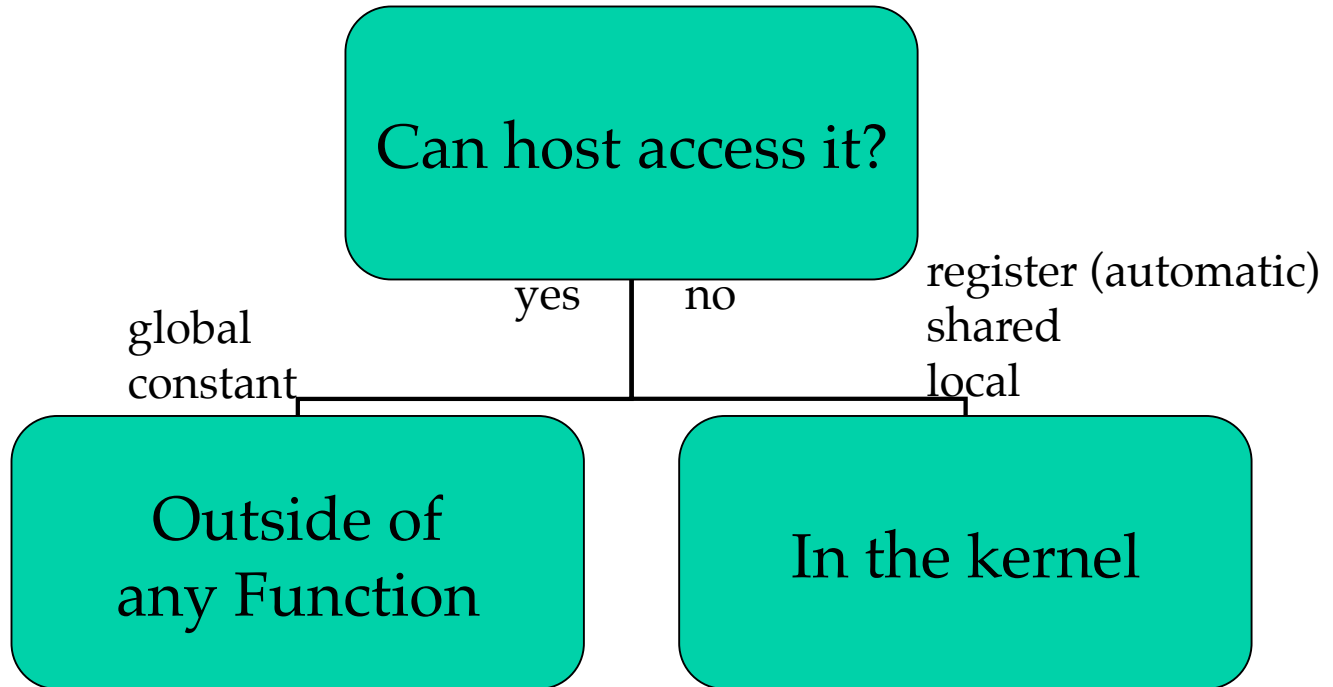 Can host access it?
yes
no
global
constant
register (automatic)
shared
local
Outside of
any Function
In the kernel